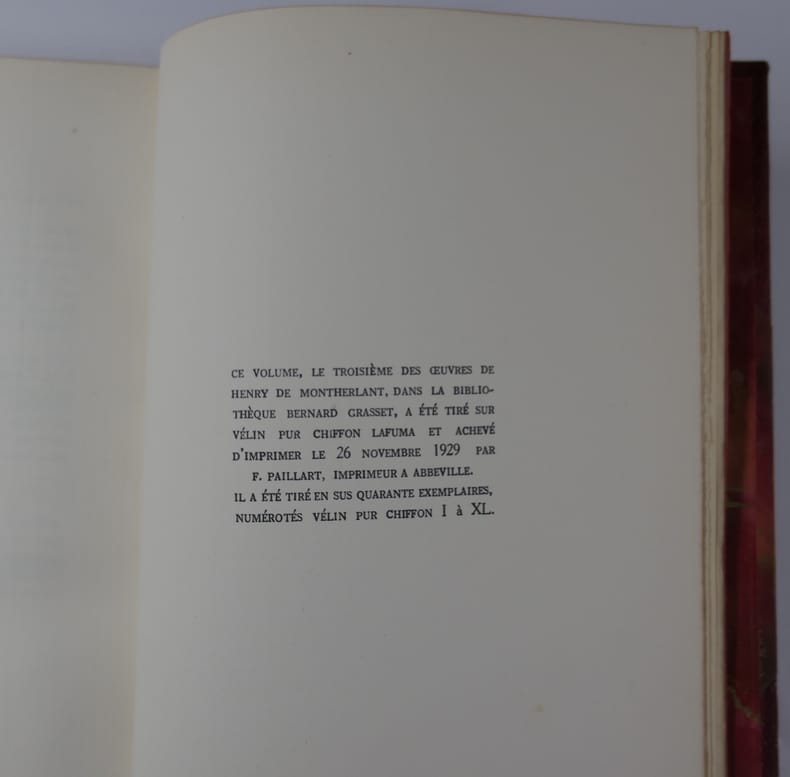 CE VOLUME, LE TROISIÈME DES ŒUVRES DE
HENRY DE MONTHERLANT, DANS LA BIBLIO-
THÈQUE BERNARD GRASSET, A ÉTÉ TIRÉ SUR
VÉLIN PUR CHIFFON LAFUMA ET ACHEVÉ
D'IMPRIMER LE 26 NOVEMBRE 1929 PAR
F. PAILLART, IMPRIMEUR A ABBEVILLE.
IL A ÉTÉ TIRÉ EN SUS QUARANTE EXEMPLAIRES,
NUMÉROTÉS VÉLIN PUR CHIFFON I à XL.